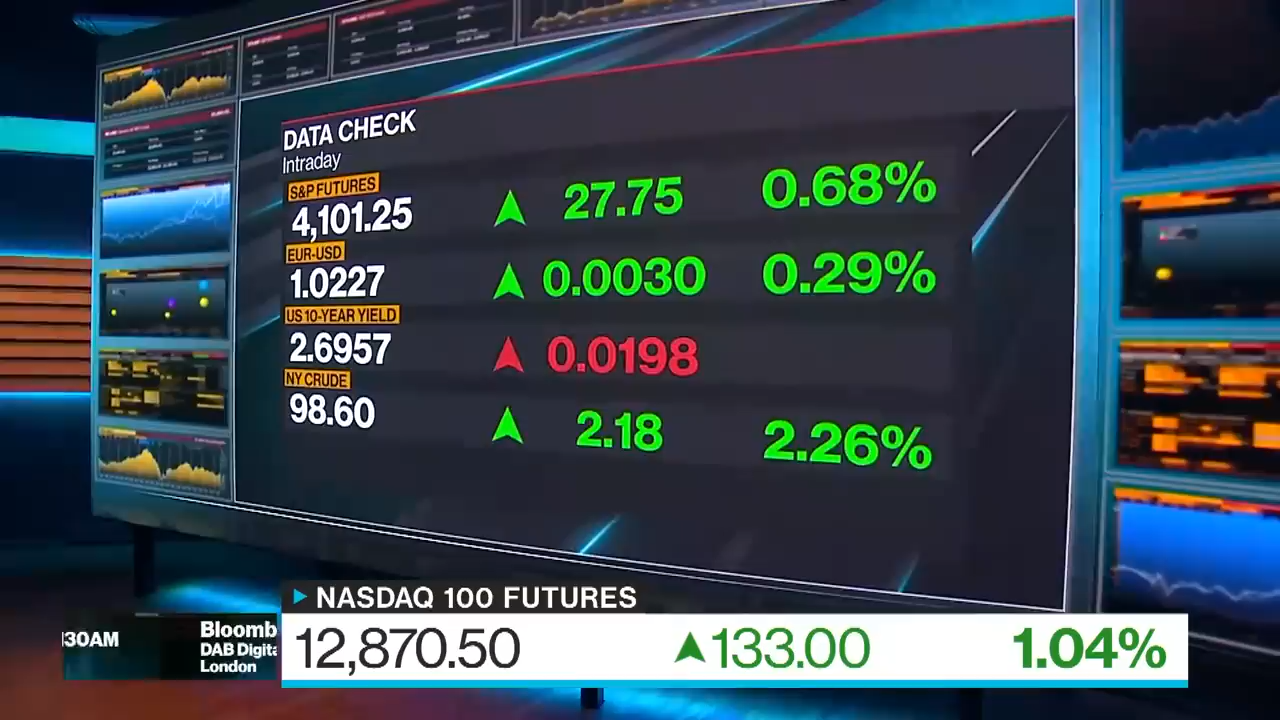 DATA CHECK
Intraday
S&P FUTURES
4,101.25 27.75 0.68%
EUR-USD
1.0227 0.0030 0.29%
US 10-YEAR YIELD
2.6957 0.0198
NY CRUDE
98.60 2.18 2.26%
NASDAQ 100 FUTURES
12,870.50 133.00 1.04%
:30AM
Bloomb
DAB Digita
London